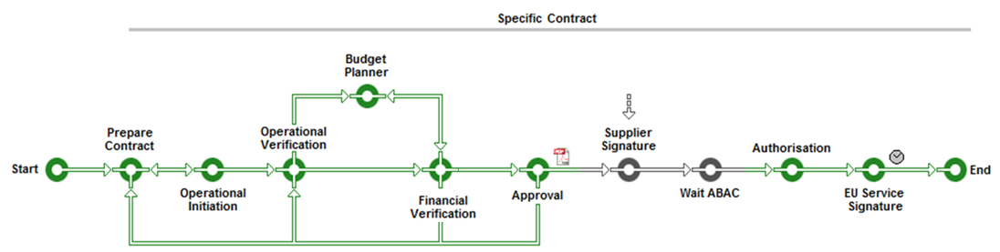 Specific Contract
Budget
Planner
Prepare
Contract
Operational
Verification
Supplier
Signature
Authorisation
Start
End
PDF
Operational
Initiation
Financial
Verification
Approval
Wait ABAC
EU Service
Signature